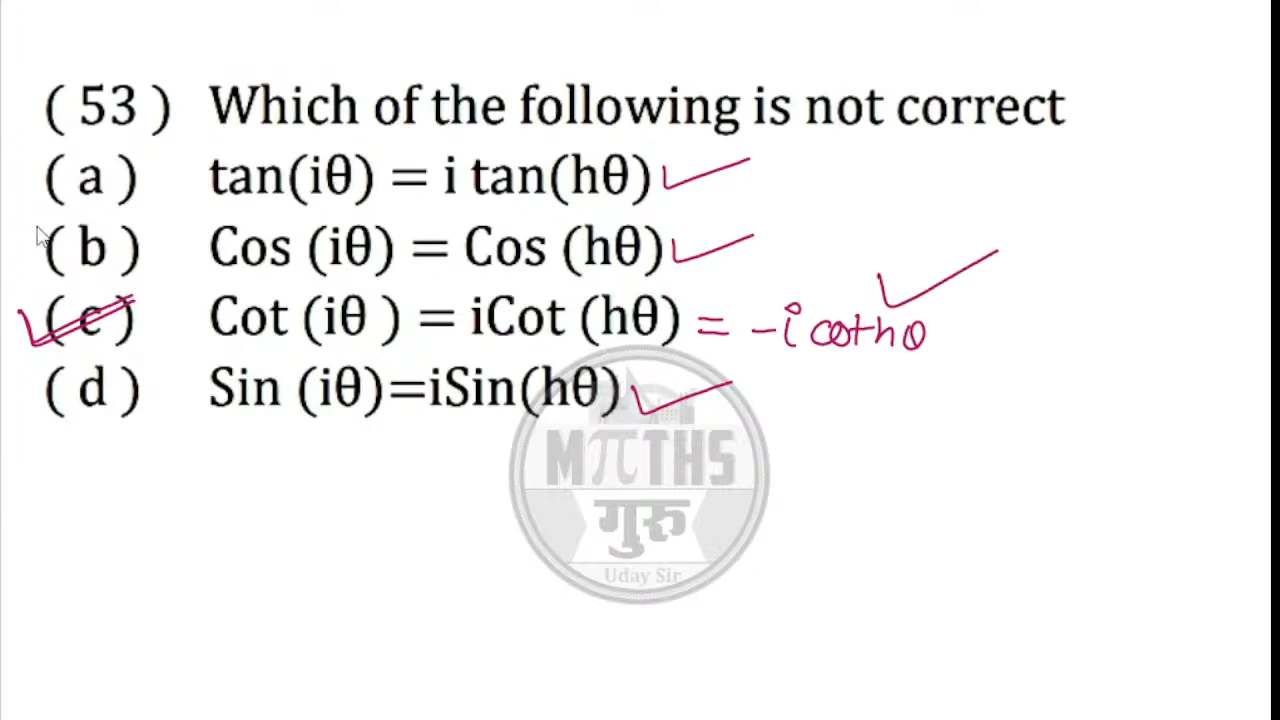 ( 53 ) Which of the following is not correct
( a ) tan(iθ) = i tan(hθ)
( b ) Cos (iθ) = Cos (hθ)
( c ) Cot (iθ ) = iCot (hθ) = -i cothθ
( d ) Sin (iθ)=iSin(hθ)
MπTHS
गुरु
Uday Sir